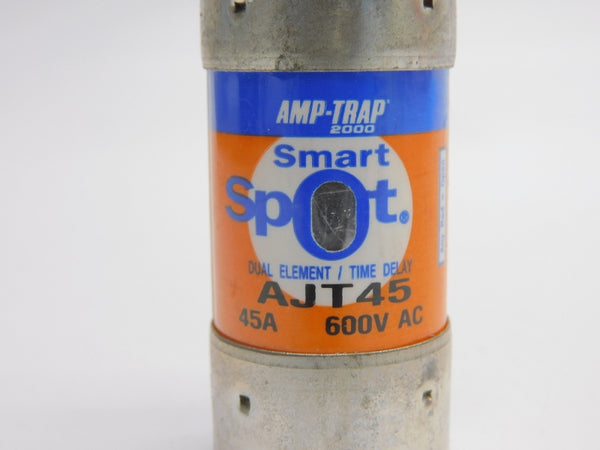 AMP-TRAP®
2000
Smart
Spot®
DUAL ELEMENT / TIME DELAY
AJT45
45A 600V AC